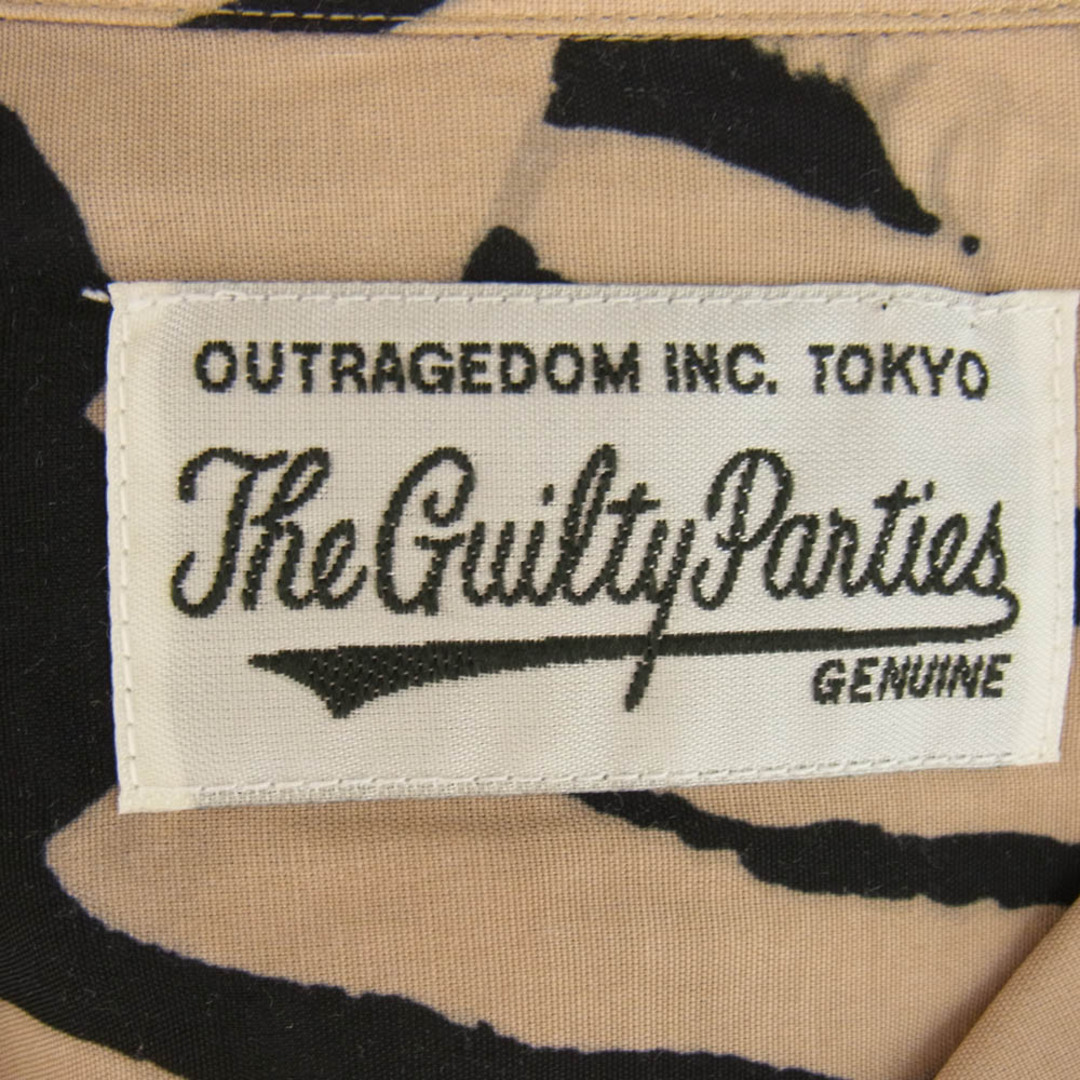 OUTRAGEDOM INC. TOKYO
The Guilty Parties
GENUINE